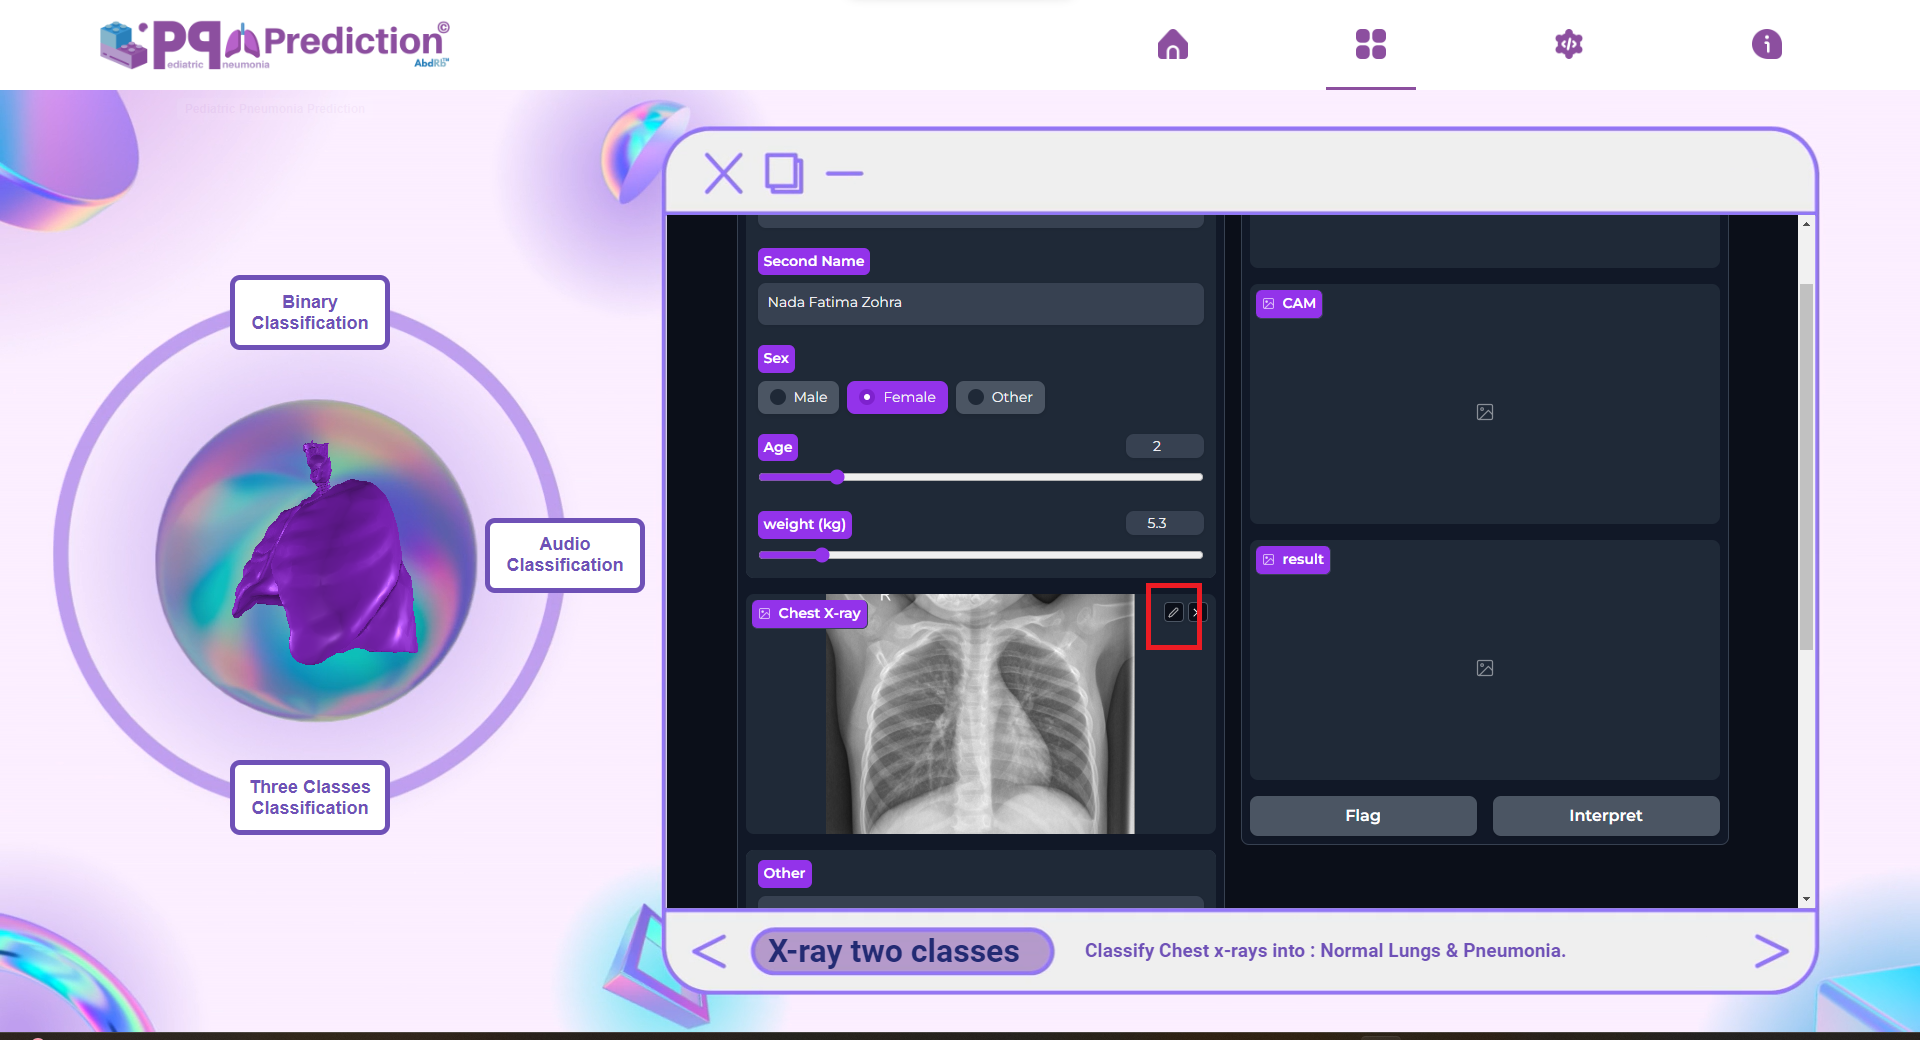 pp Prediction©
ediatric neumonia
AbdRb™
Pediatric Pneumonia Prediction
Binary
Classification
Audio
Classification
Three Classes
Classification
Second Name
Nada Fatima Zohra
Sex
Male
Female
Other
Age
2
weight (kg)
5.3
Chest X-ray
R
Other
CAM
result
Flag
Interpret
X-ray two classes
Classify Chest x-rays into : Normal Lungs & Pneumonia.